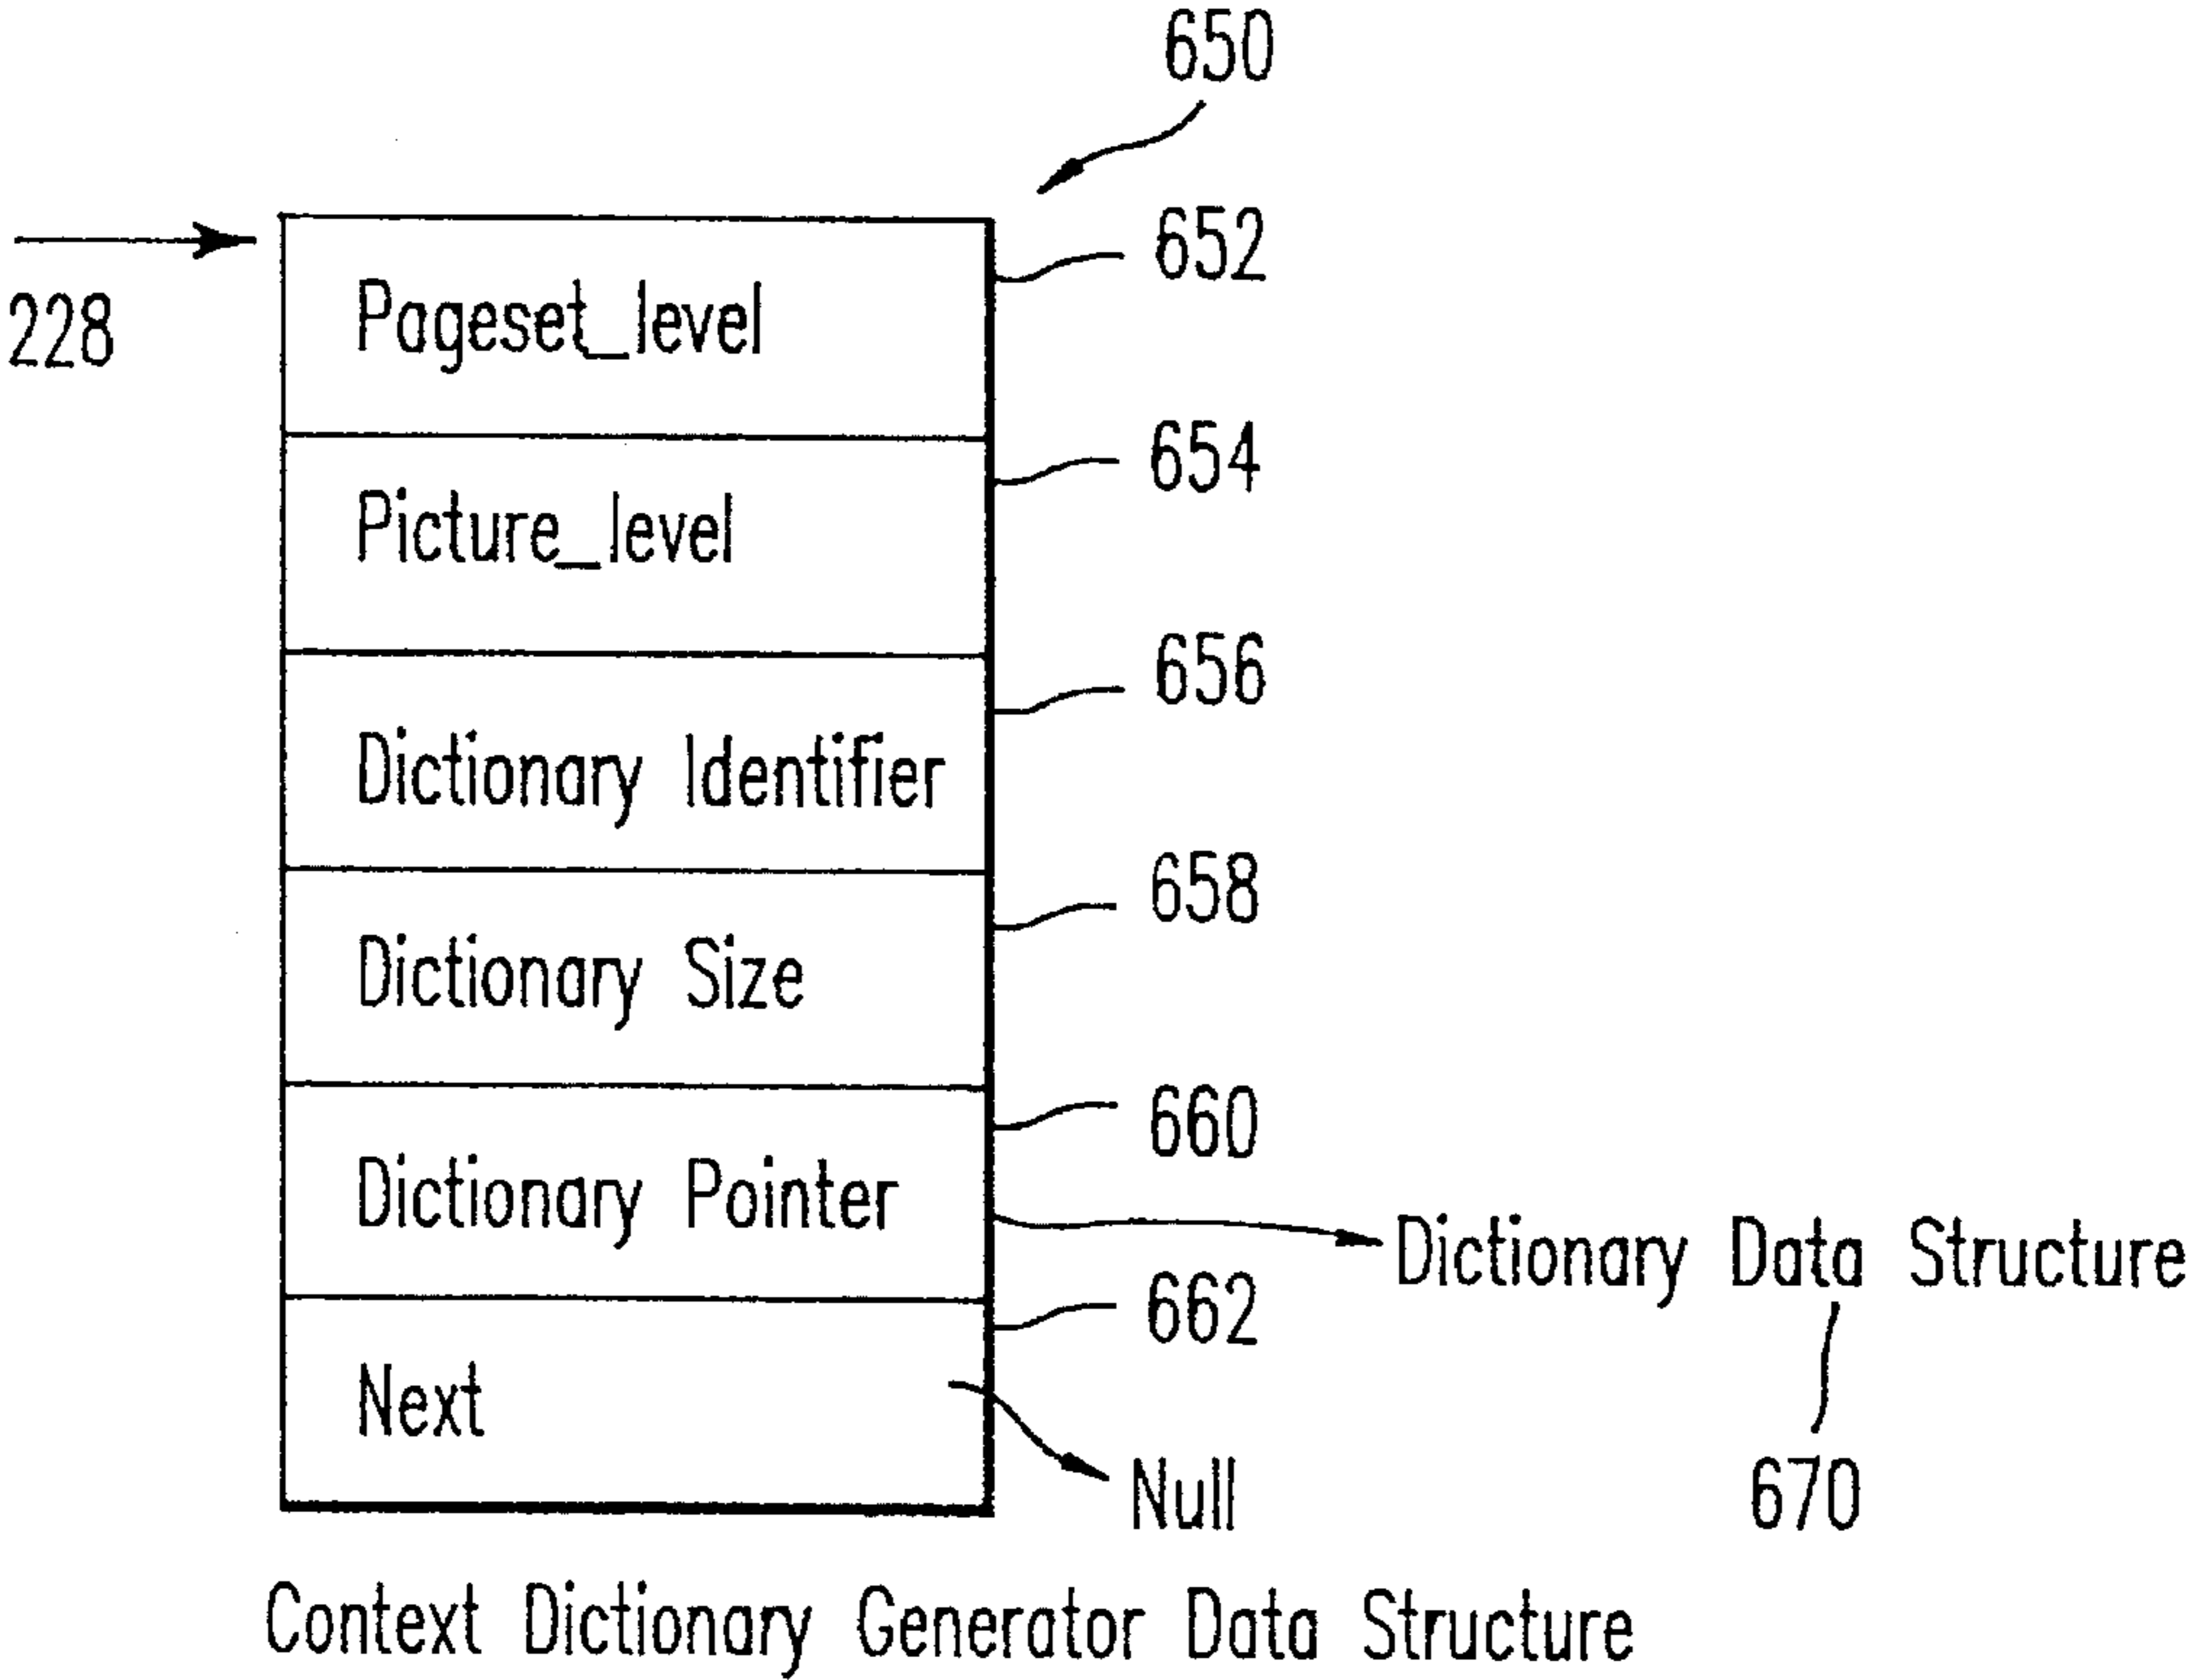 650
652
228
Pageset_level
654
Picture_level
656
Dictionary Identifier
658
Dictionary Size
660
Dictionary Pointer
Dictionary Data Structure
662
Next
Null
670
Context Dictionary Generator Data Structure